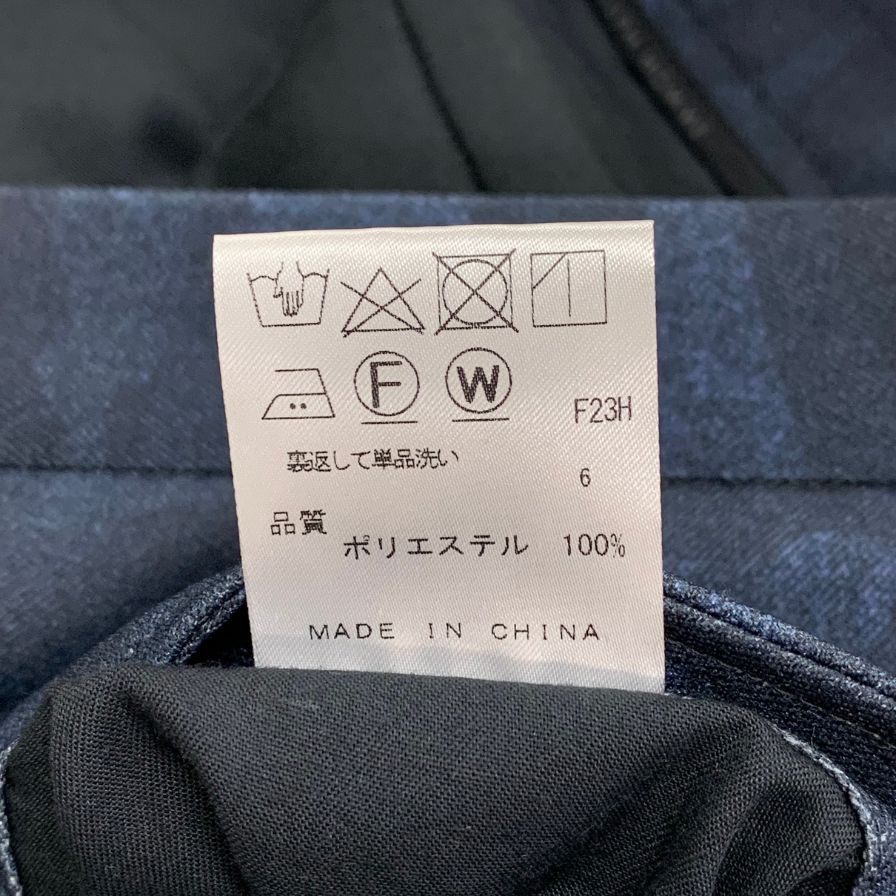 F W
F23H
裏返して単品洗い
6
品質
ポリエステル 100%
MADE IN CHINA